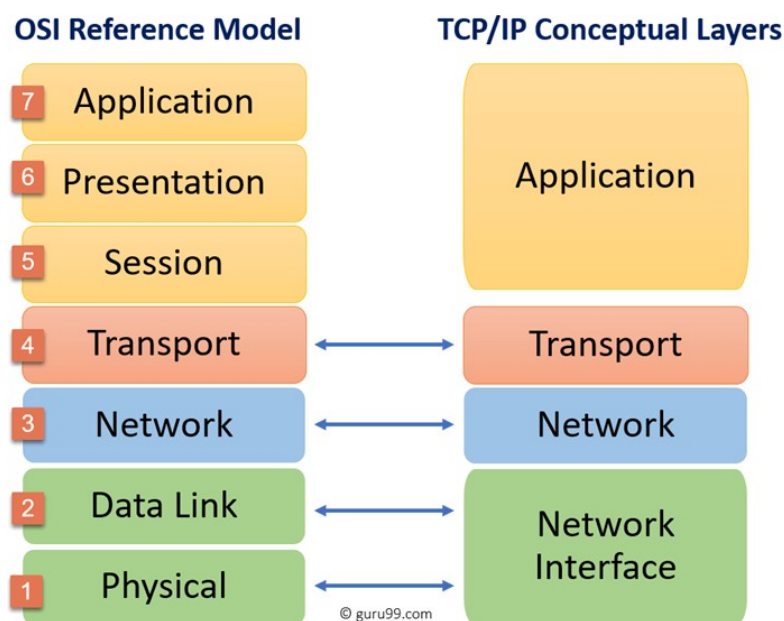 OSI Reference Model
TCP/IP Conceptual Layers
7
Application
6
Presentation
5
Session
Application
4
Transport
Transport
3
Network
Network
2
Data Link
1
Physical
Network
Interface
© guru99.com